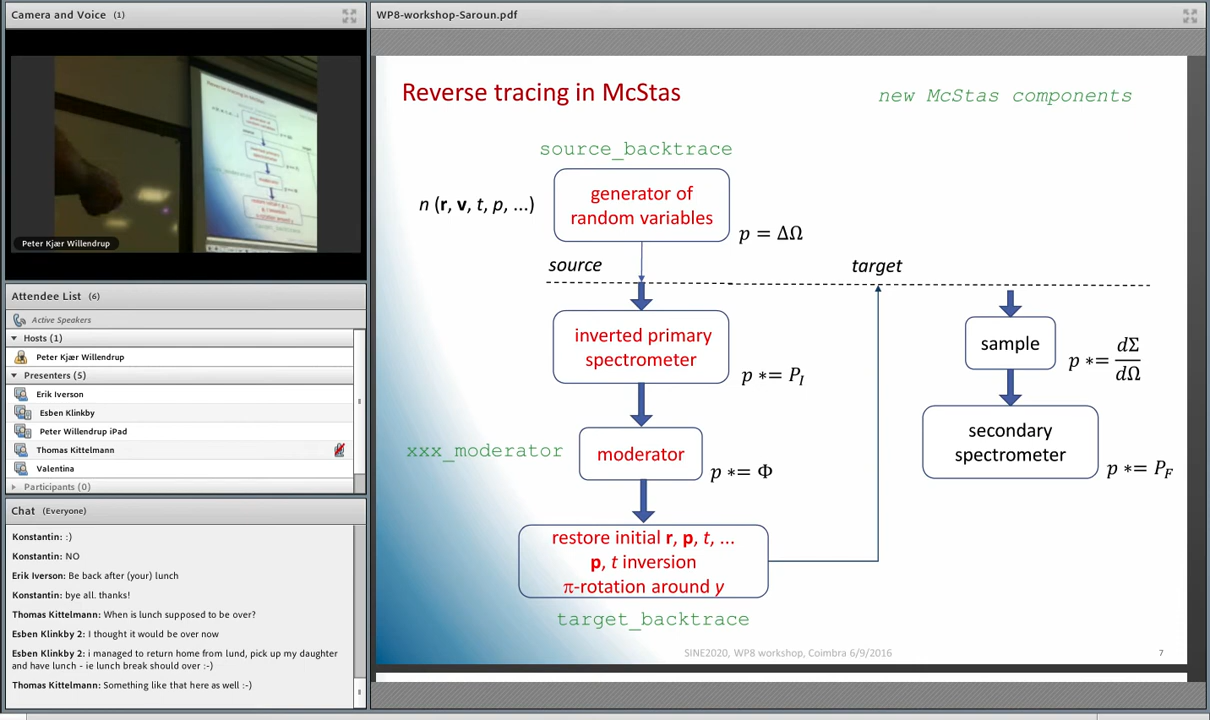 Camera and Voice (1)
Peter Kjær Willendrup
Attendee List (6)
Active Speakers
Hosts (1)
Peter Kjær Willendrup
Presenters (5)
Erik Iverson
Esben Klinkby
Peter Willendrup iPad
Thomas Kittelmann
Valentina
Participants (0)
Chat (Everyone)
Konstantin: :)
Konstantin: NO
Erik Iverson: Be back after (your) lunch
Konstantin: bye all. thanks!
Thomas Kittelmann: When is lunch supposed to be over?
Esben Klinkby 2: I thought it would be over now
Esben Klinkby 2: i managed to return home from lund, pick up my daughter
and have lunch - ie lunch break should over :-)
Thomas Kittelmann: Something like that here as well :-)
WP8-workshop-Saroun.pdf
Reverse tracing in McStas
new McStas components
source_backtrace
n (r, v, t, p, ...)
generator of
random variables
p = ΔΩ
source
target
inverted primary
spectrometer
p *= P_I
xxx_moderator
moderator
p *= Φ
restore initial r, p, t, ...
p, t inversion
π-rotation around y
target_backtrace
sample
p *= dΣ/dΩ
secondary
spectrometer
p *= P_F
SINE2020, WP8 workshop, Coimbra 6/9/2016
7